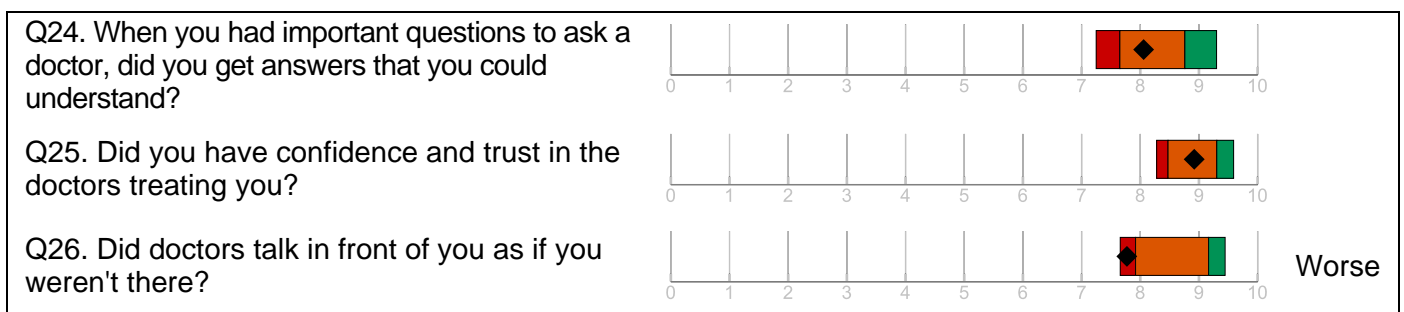 Q24. When you had important questions to ask a
doctor, did you get answers that you could
understand?
0 1 2 3 4 5 6 7 8 9 10
Q25. Did you have confidence and trust in the
doctors treating you?
0 1 2 3 4 5 6 7 8 9 10
Q26. Did doctors talk in front of you as if you
weren't there?
Worse
0 1 2 3 4 5 6 7 8 9 10